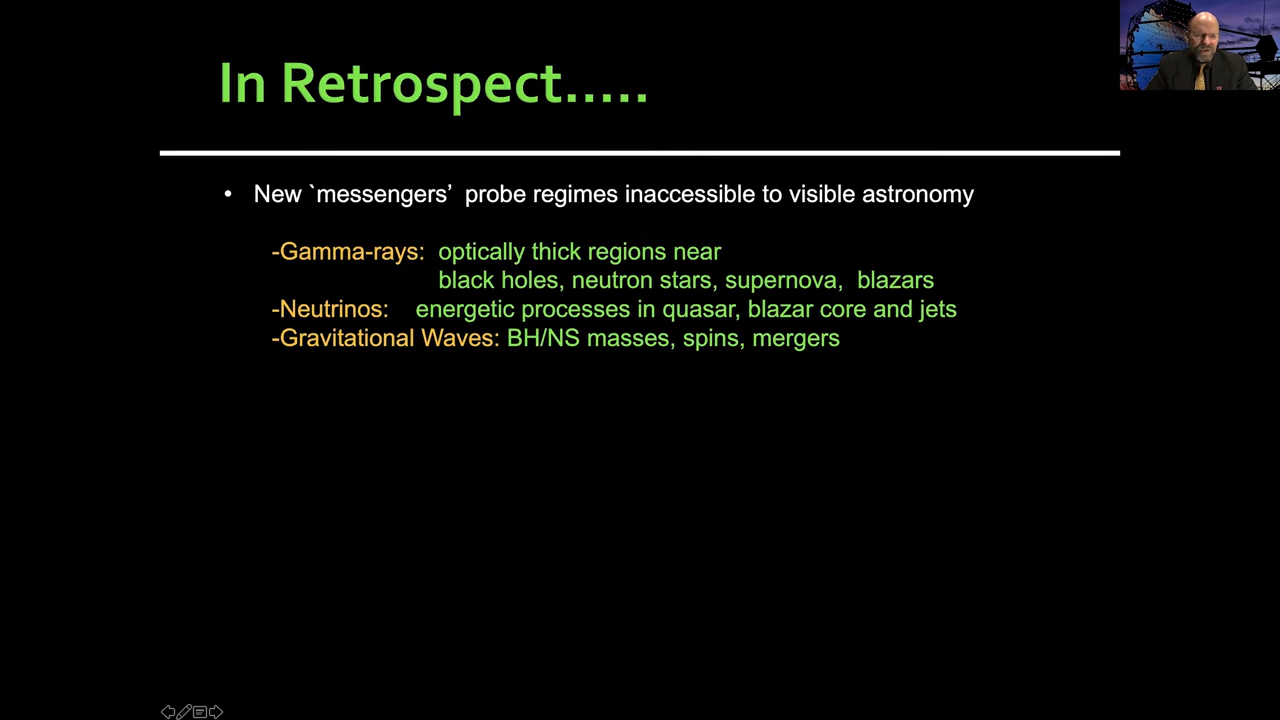 In Retrospect.....
• New `messengers’ probe regimes inaccessible to visible astronomy
-Gamma-rays: optically thick regions near
black holes, neutron stars, supernova, blazars
-Neutrinos: energetic processes in quasar, blazar core and jets
-Gravitational Waves: BH/NS masses, spins, mergers